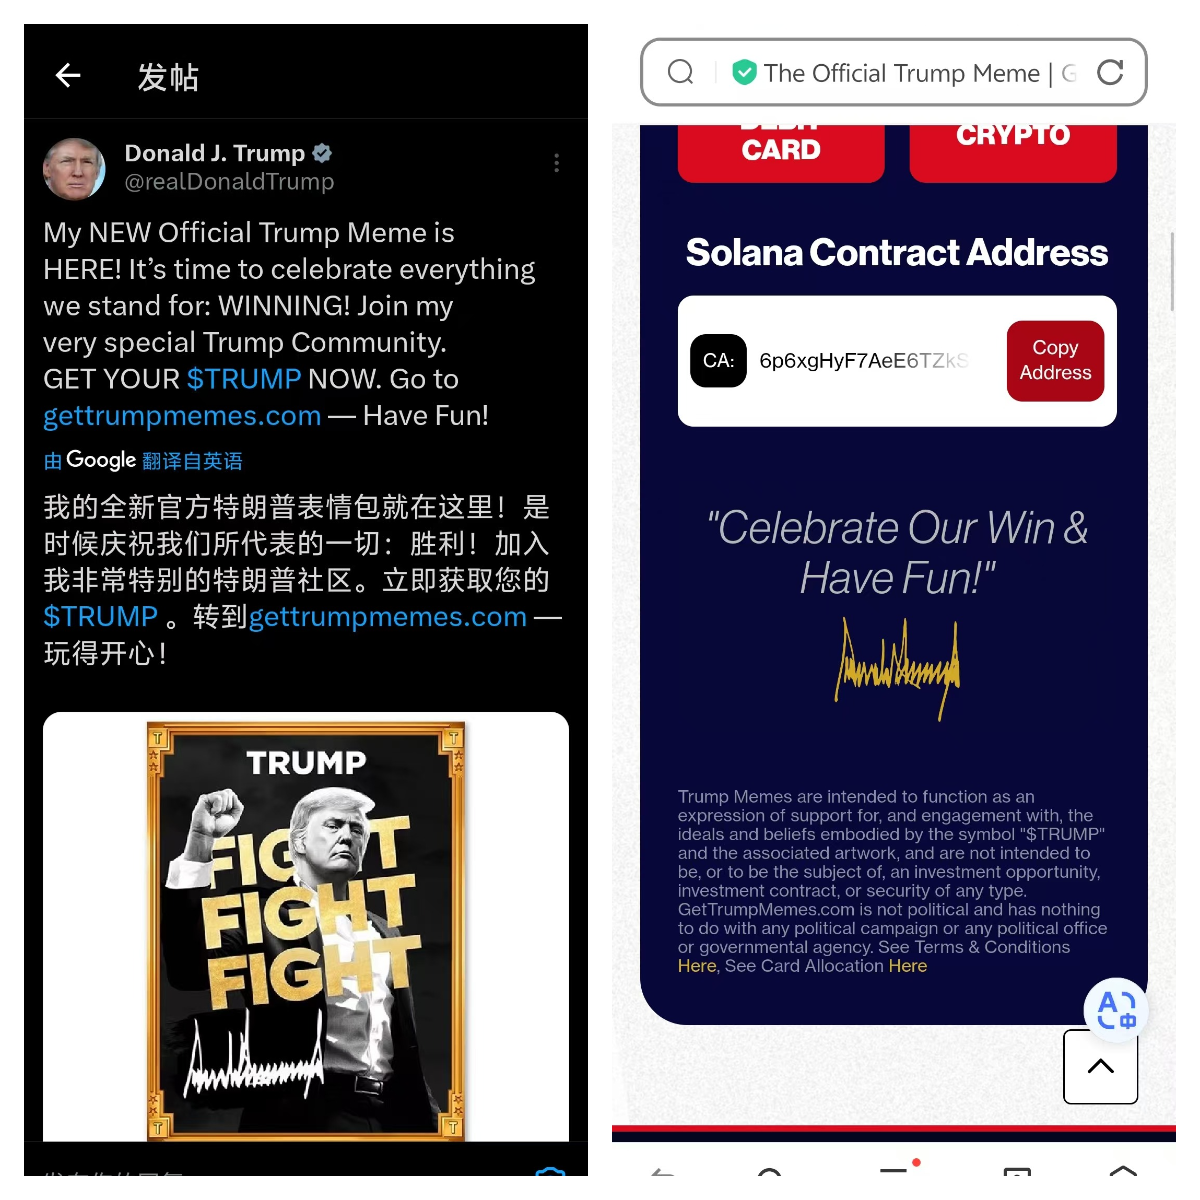 发帖
Donald J. Trump
@realDonaldTrump
My NEW Official Trump Meme is
HERE! It’s time to celebrate everything
we stand for: WINNING! Join my
very special Trump Community.
GET YOUR $TRUMP NOW. Go to
gettrumpmemes.com — Have Fun!
由 Google 翻译自英语
我的全新官方特朗普表情包就在这里！是
时候庆祝我们所代表的一切：胜利！加入
我非常特别的特朗普社区。立即获取您的
$TRUMP 。转到gettrumpmemes.com —
玩得开心！
TRUMP
FIGHT
FIGHT
FIGHT
The Official Trump Meme | G
DEBIT
CARD
CRYPTO
Solana Contract Address
CA:
6p6xgHyF7AeE6TZkS
Copy
Address
"Celebrate Our Win &
Have Fun!"
Trump Memes are intended to function as an
expression of support for, and engagement with, the
ideals and beliefs embodied by the symbol "$TRUMP"
and the associated artwork, and are not intended to
be, or to be the subject of, an investment opportunity,
investment contract, or security of any type.
GetTrumpMemes.com is not political and has nothing
to do with any political campaign or any political office
or governmental agency. See Terms & Conditions
Here, See Card Allocation Here